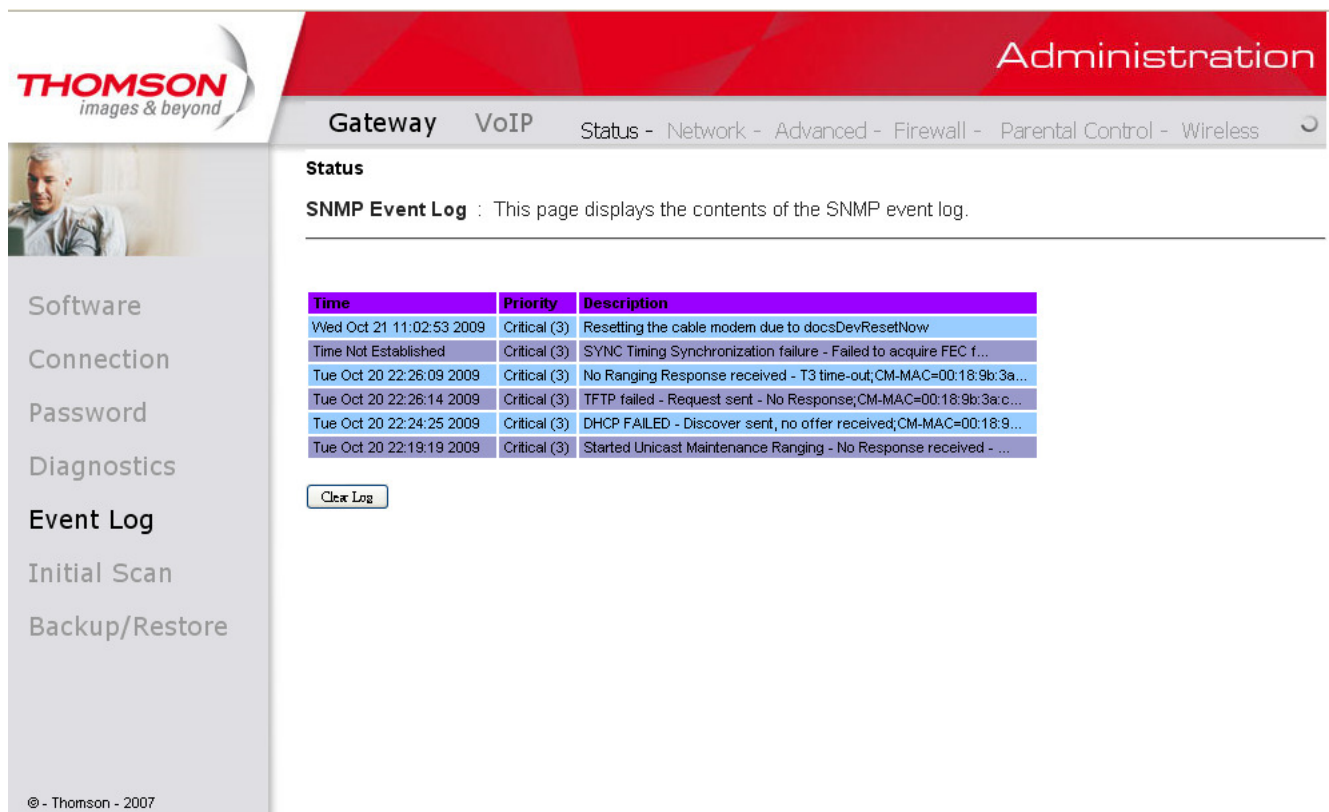 THOMSON
images & beyond
Administration
Gateway VoIP Status - Network - Advanced - Firewall - Parental Control - Wireless
Status
SNMP Event Log : This page displays the contents of the SNMP event log.
Software
Connection
Password
Diagnostics
Event Log
Initial Scan
Backup/Restore
Time Priority Description
Wed Oct 21 11:02:53 2009 Critical (3) Resetting the cable modem due to docsDevResetNow
Time Not Established Critical (3) SYNC Timing Synchronization failure - Failed to acquire FEC f...
Tue Oct 20 22:26:09 2009 Critical (3) No Ranging Response received - T3 time-out;CM-MAC=00:18:9b:3a...
Tue Oct 20 22:26:14 2009 Critical (3) TFTP failed - Request sent - No Response;CM-MAC=00:18:9b:3a:c...
Tue Oct 20 22:24:25 2009 Critical (3) DHCP FAILED - Discover sent, no offer received;CM-MAC=00:18:9...
Tue Oct 20 22:19:19 2009 Critical (3) Started Unicast Maintenance Ranging - No Response received - ...
Clear Log
© - Thomson - 2007